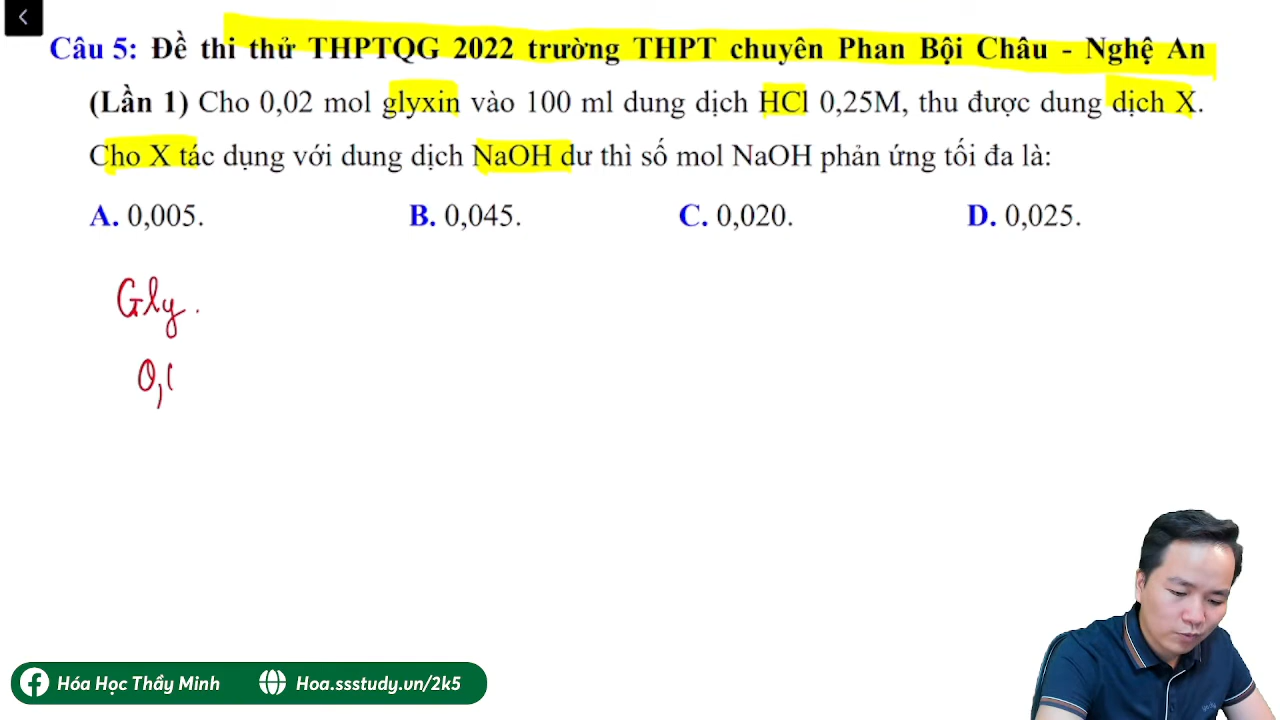 Câu 5: Đề thi thử THPTQG 2022 trường THPT chuyên Phan Bội Châu - Nghệ An
(Lần 1) Cho 0,02 mol glyxin vào 100 ml dung dịch HCl 0,25M, thu được dung dịch X.
Cho X tác dụng với dung dịch NaOH dư thì số mol NaOH phản ứng tối đa là:
A. 0,005. B. 0,045. C. 0,020. D. 0,025.
Gly.
0,(
Hóa Học Thầy Minh Hoa.ssstudy.vn/2k5